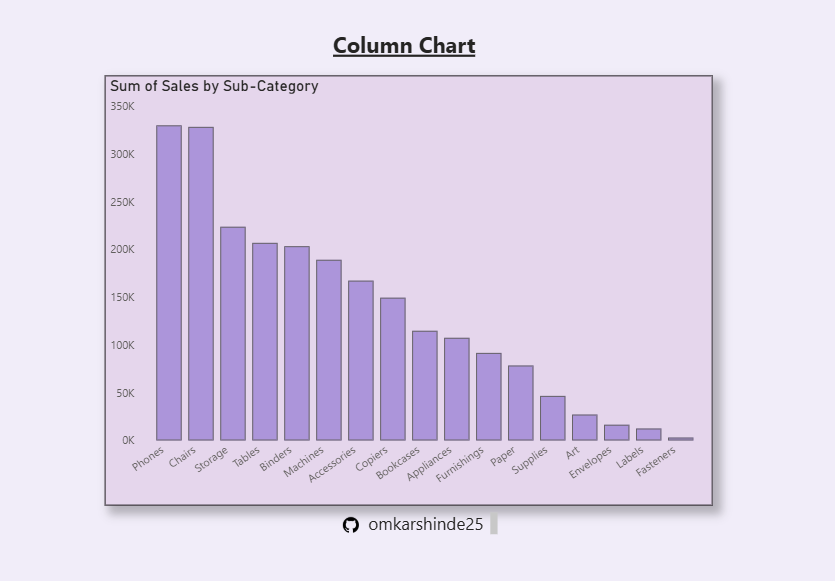 Column Chart
Sum of Sales by Sub-Category
350K
300K
250K
200K
150K
100K
50K
0K
Phones
Chairs
Storage
Tables
Binders
Machines
Accessories
Copiers
Bookcases
Appliances
Furnishings
Paper
Supplies
Art
Envelopes
Labels
Fasteners
omkarshinde25